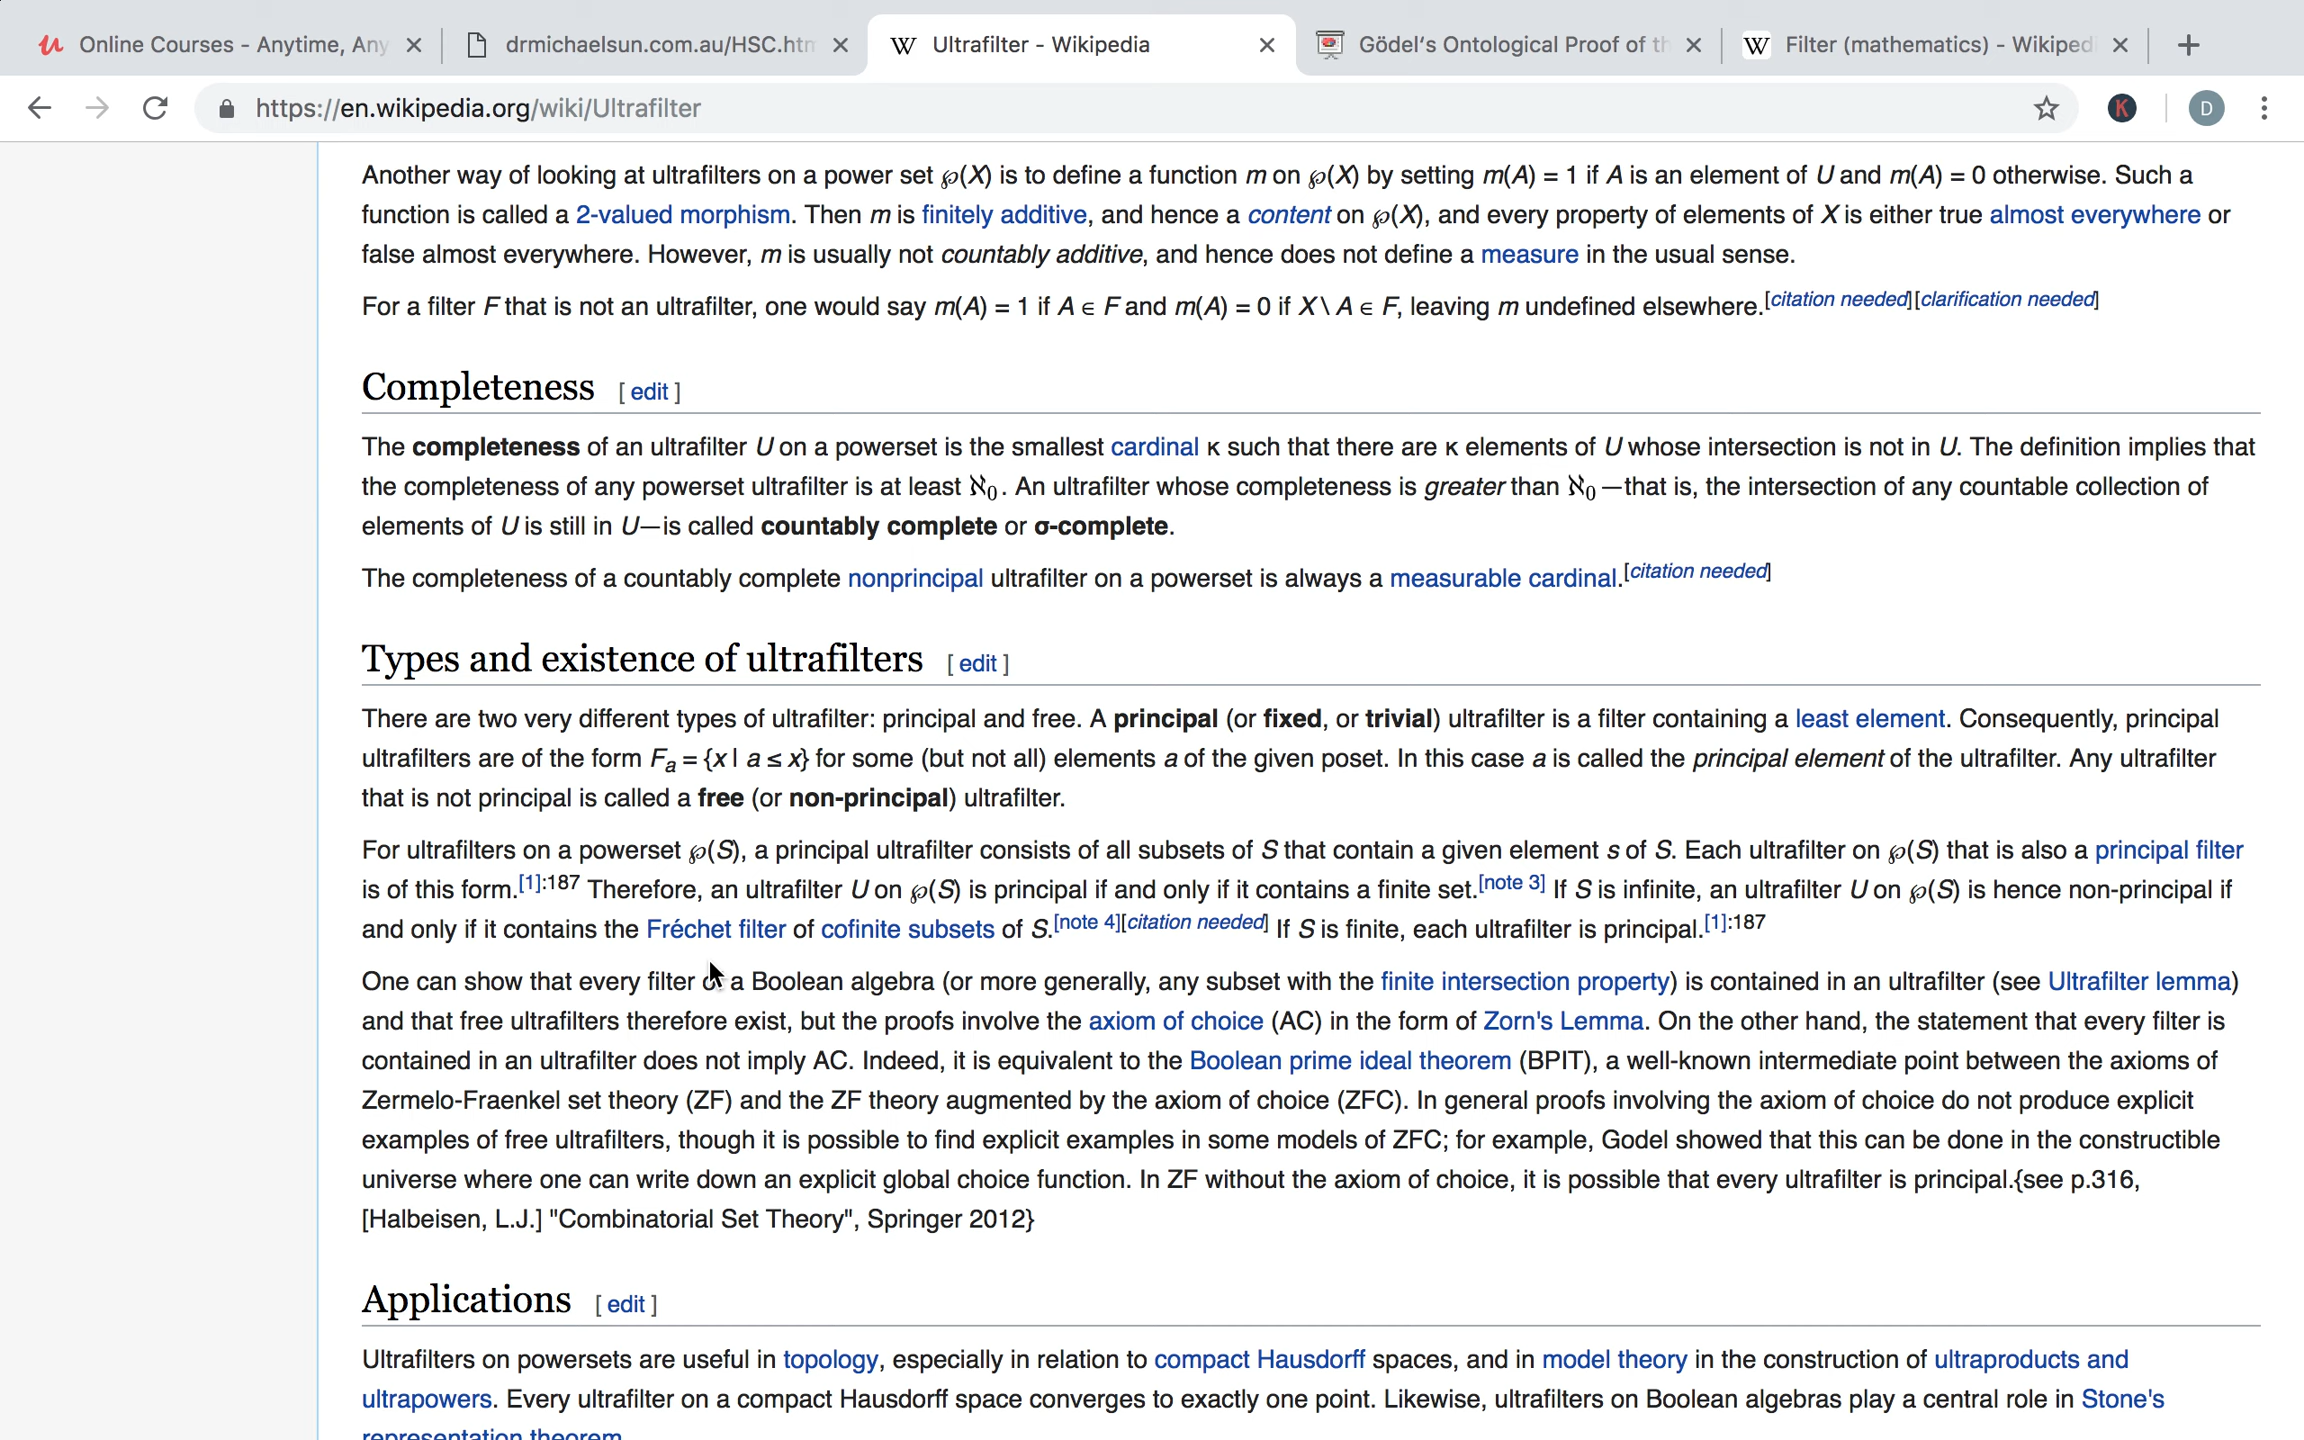 Online Courses - Anytime, Any
drmichaelsun.com.au/HSC.htm
Ultrafilter - Wikipedia
Gödel's Ontological Proof of th
Filter (mathematics) - Wikiped
https://en.wikipedia.org/wiki/Ultrafilter
K
D
Another way of looking at ultrafilters on a power set ℘(X) is to define a function m on ℘(X) by setting m(A) = 1 if A is an element of U and m(A) = 0 otherwise. Such a
function is called a 2-valued morphism. Then m is finitely additive, and hence a content on ℘(X), and every property of elements of X is either true almost everywhere or
false almost everywhere. However, m is usually not countably additive, and hence does not define a measure in the usual sense.
For a filter F that is not an ultrafilter, one would say m(A) = 1 if A ∈ F and m(A) = 0 if X \ A ∈ F, leaving m undefined elsewhere.[citation needed][clarification needed]
Completeness [ edit ]
The completeness of an ultrafilter U on a powerset is the smallest cardinal κ such that there are κ elements of U whose intersection is not in U. The definition implies that
the completeness of any powerset ultrafilter is at least ℵ₀. An ultrafilter whose completeness is greater than ℵ₀—that is, the intersection of any countable collection of
elements of U is still in U—is called countably complete or σ-complete.
The completeness of a countably complete nonprincipal ultrafilter on a powerset is always a measurable cardinal.[citation needed]
Types and existence of ultrafilters [ edit ]
There are two very different types of ultrafilter: principal and free. A principal (or fixed, or trivial) ultrafilter is a filter containing a least element. Consequently, principal
ultrafilters are of the form Fₐ = {x | a ≤ x} for some (but not all) elements a of the given poset. In this case a is called the principal element of the ultrafilter. Any ultrafilter
that is not principal is called a free (or non-principal) ultrafilter.
For ultrafilters on a powerset ℘(S), a principal ultrafilter consists of all subsets of S that contain a given element s of S. Each ultrafilter on ℘(S) that is also a principal filter
is of this form.[1]:187 Therefore, an ultrafilter U on ℘(S) is principal if and only if it contains a finite set.[note 3] If S is infinite, an ultrafilter U on ℘(S) is hence non-principal if
and only if it contains the Fréchet filter of cofinite subsets of S.[note 4][citation needed] If S is finite, each ultrafilter is principal.[1]:187
One can show that every filter a Boolean algebra (or more generally, any subset with the finite intersection property) is contained in an ultrafilter (see Ultrafilter lemma)
and that free ultrafilters therefore exist, but the proofs involve the axiom of choice (AC) in the form of Zorn's Lemma. On the other hand, the statement that every filter is
contained in an ultrafilter does not imply AC. Indeed, it is equivalent to the Boolean prime ideal theorem (BPIT), a well-known intermediate point between the axioms of
Zermelo-Fraenkel set theory (ZF) and the ZF theory augmented by the axiom of choice (ZFC). In general proofs involving the axiom of choice do not produce explicit
examples of free ultrafilters, though it is possible to find explicit examples in some models of ZFC; for example, Godel showed that this can be done in the constructible
universe where one can write down an explicit global choice function. In ZF without the axiom of choice, it is possible that every ultrafilter is principal.{see p.316,
[Halbeisen, L.J.] "Combinatorial Set Theory", Springer 2012}
Applications [ edit ]
Ultrafilters on powersets are useful in topology, especially in relation to compact Hausdorff spaces, and in model theory in the construction of ultraproducts and
ultrapowers. Every ultrafilter on a compact Hausdorff space converges to exactly one point. Likewise, ultrafilters on Boolean algebras play a central role in Stone's
representation theorem.